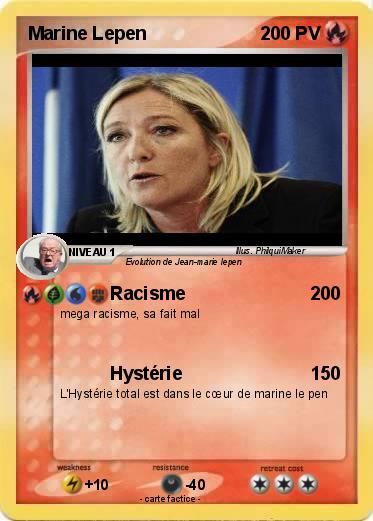 Marine Lepen 200 PV
Illus. PhilquiMaker
NIVEAU 1
Evolution de Jean-marie lepen
Racisme 200
mega racisme, sa fait mal
Hystérie 150
L'Hystérie total est dans le cœur de marine le pen
weakness resistance retreat cost
+10 -40
- carte factice -